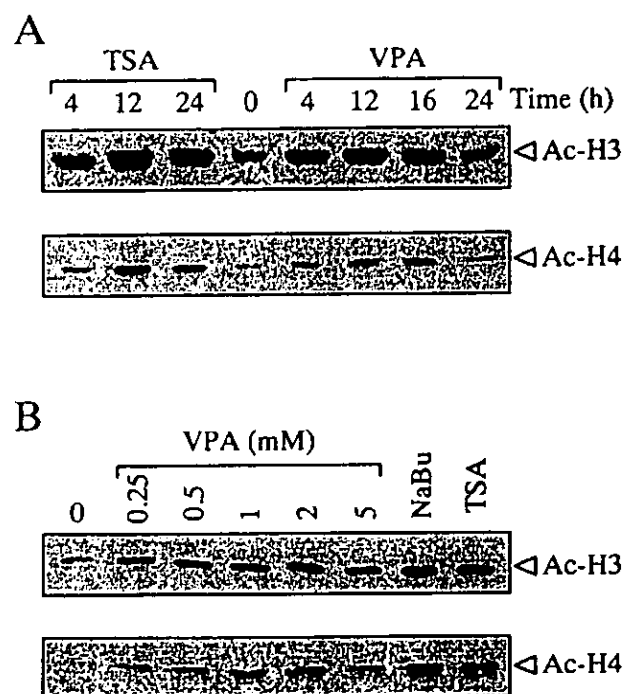 A
TSA VPA
4 12 24 0 4 12 16 24 Time (h)
◁Ac-H3
◁Ac-H4
B
VPA (mM)
0 0.25 0.5 1 2 5 NaBu TSA
◁Ac-H3
◁Ac-H4